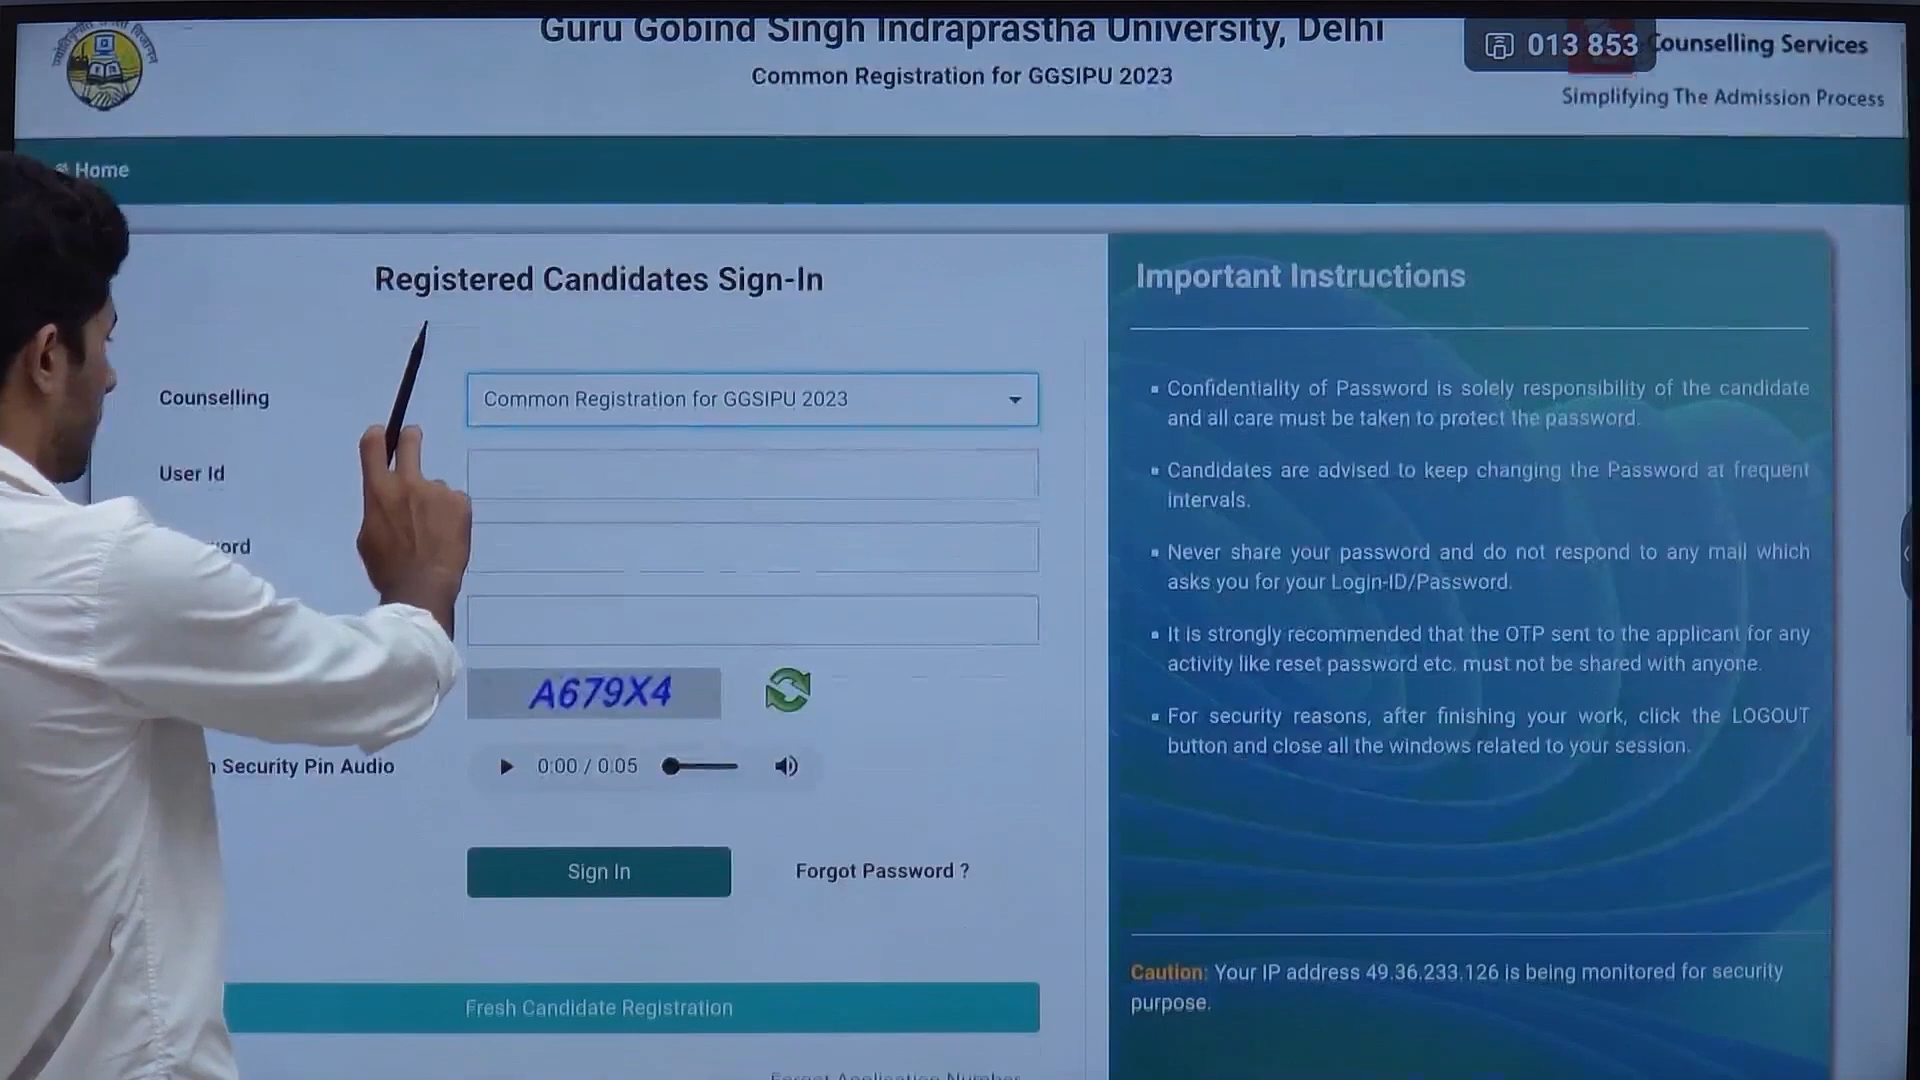 Guru Gobind Singh Indraprastha University, Delhi
Common Registration for GGSIPU 2023
013 853
Counselling Services
Simplifying The Admission Process
Home
Registered Candidates Sign-In
Counselling
Common Registration for GGSIPU 2023
User Id
A679X4
Security Pin Audio
0:00 / 0:05
Sign In
Forgot Password ?
Fresh Candidate Registration
Forgot Application Number
Important Instructions
Confidentiality of Password is solely responsibility of the candidate
and all care must be taken to protect the password.
Candidates are advised to keep changing the Password at frequent
intervals.
Never share your password and do not respond to any mail which
asks you for your Login-ID/Password.
It is strongly recommended that the OTP sent to the applicant for any
activity like reset password etc. must not be shared with anyone.
For security reasons, after finishing your work, click the LOGOUT
button and close all the windows related to your session.
Caution: Your IP address 49.36.233.126 is being monitored for security
purpose.